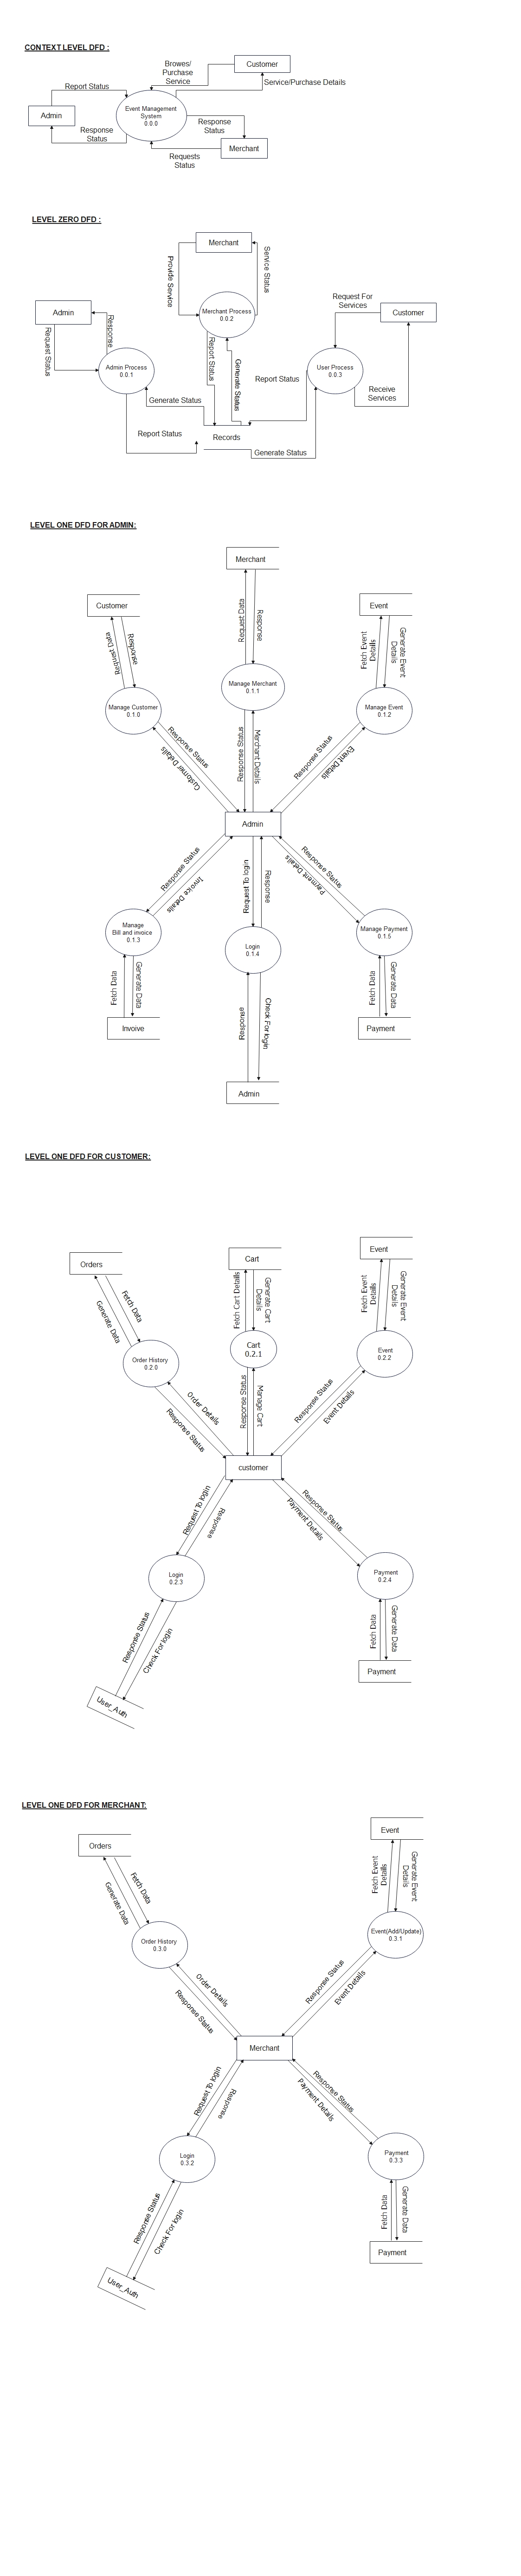 CONTEXT LEVEL DFD :
Browes/
Purchase
Service
Customer
Service/Purchase Details
Report Status
Admin
Event Management
System
0.0.0
Response
Status
Response
Status
Requests
Status
Merchant
LEVEL ZERO DFD :
Merchant
Provide Service
Service Status
Admin
Merchant Process
0.0.2
Request For
Services
Customer
Request Status
Response
Admin Process
0.0.1
Report Status
Generate Status
User Process
0.0.3
Report Status
Receive
Services
Generate Status
Report Status
Records
Generate Status
LEVEL ONE DFD FOR ADMIN:
Merchant
Customer
Event
Request Data
Response
Request Data
Response
Fetch Event
Details
Generate Event
Details
Manage Customer
0.1.0
Manage Merchant
0.1.1
Manage Event
0.1.2
Response Status
Customer Details
Response Status
Merchant Details
Response Status
Event Details
Admin
Response Status
Invoice Details
Request To login
Response
Response Status
Payment Details
Manage
Bill and invoice
0.1.3
Login
0.1.4
Manage Payment
0.1.5
Fetch Data
Generate Data
Response
Check For login
Fetch Data
Generate Data
Invoive
Payment
Admin
LEVEL ONE DFD FOR CUSTOMER:
Orders
Cart
Event
Fetch Data
Generate Data
Fetch Cart Details
Generate Cart
Details
Fetch Event
Details
Generate Event
Details
Order History
0.2.0
Cart
0.2.1
Event
0.2.2
Order Details
Response Status
Response Status
Manage Cart
Response Status
Event Details
customer
Request To login
Response
Response Status
Payment Details
Login
0.2.3
Payment
0.2.4
Response Status
Check For login
Fetch Data
Generate Data
User_Auth
Payment
LEVEL ONE DFD FOR MERCHANT:
Orders
Event
Fetch Data
Generate Data
Fetch Event
Details
Generate Event
Details
Order History
0.3.0
Event(Add/Update)
0.3.1
Order Details
Response Status
Response Status
Event Details
Merchant
Request To login
Response
Response Status
Payment Details
Login
0.3.2
Payment
0.3.3
Response Status
Check For login
Fetch Data
Generate Data
User_Auth
Payment